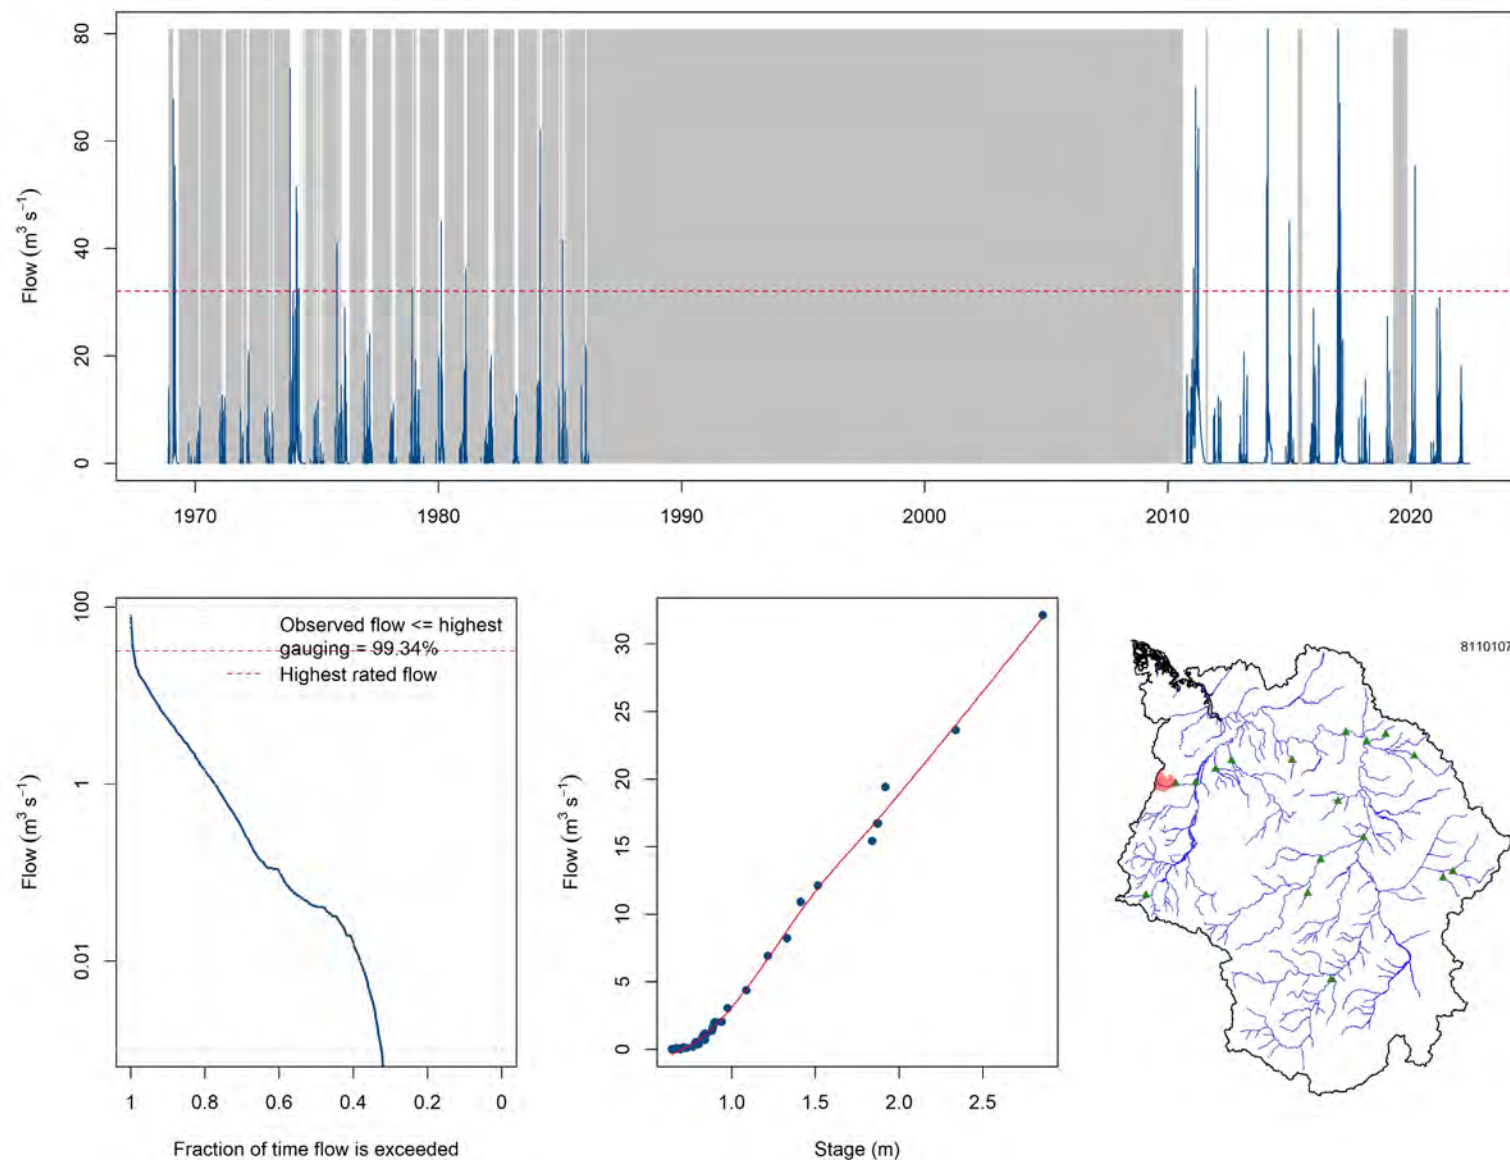 80
60
40
20
0
Flow (m³ s⁻¹)
1970 1980 1990 2000 2010 2020
100
1
0.01
Flow (m³ s⁻¹)
Observed flow <= highest
gauging = 99.34%
Highest rated flow
1 0.8 0.6 0.4 0.2 0
Fraction of time flow is exceeded
30
25
20
15
10
5
0
Flow (m³ s⁻¹)
1.0 1.5 2.0 2.5
Stage (m)
8110107